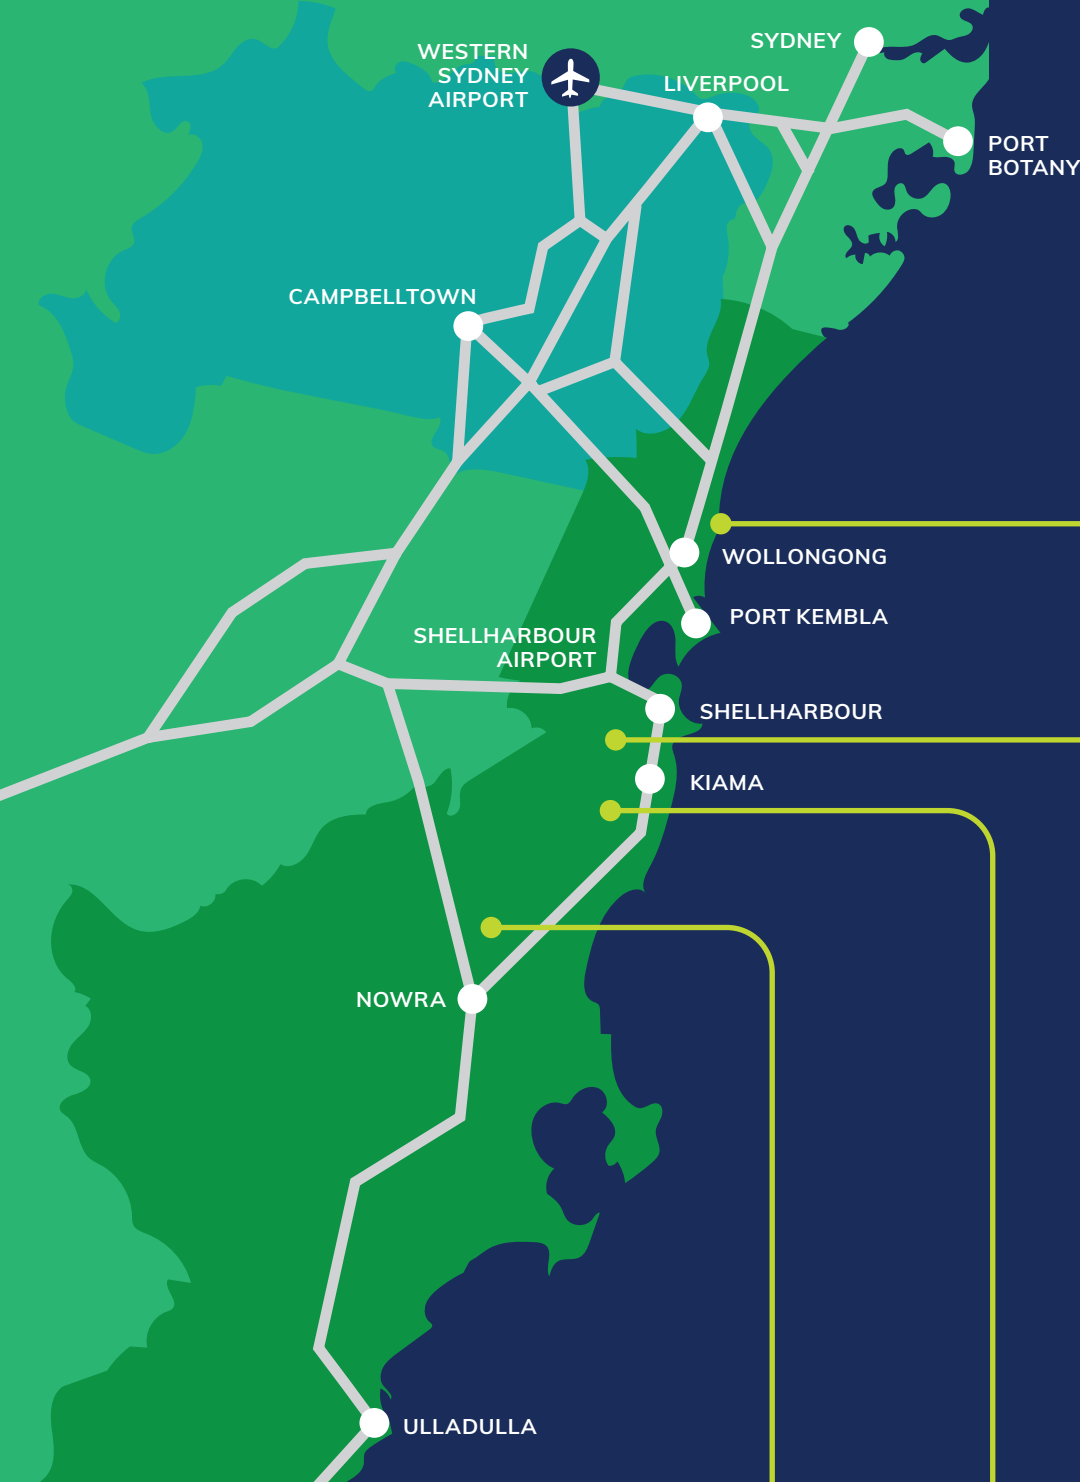 SYDNEY
WESTERN
SYDNEY
AIRPORT
LIVERPOOL
PORT
BOTANY
CAMPBELLTOWN
WOLLONGONG
PORT KEMBLA
SHELLHARBOUR
AIRPORT
SHELLHARBOUR
KIAMA
NOWRA
ULLADULLA